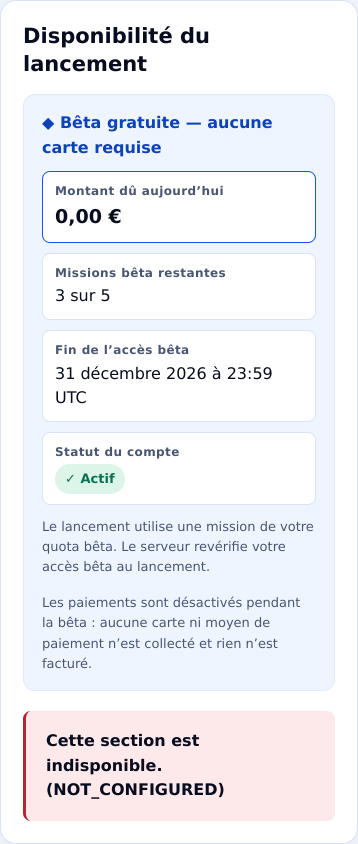 Disponibilité du
lancement
◆ Bêta gratuite — aucune
carte requise
Montant dû aujourd’hui
0,00 €
Missions bêta restantes
3 sur 5
Fin de l’accès bêta
31 décembre 2026 à 23:59
UTC
Statut du compte
✓ Actif
Le lancement utilise une mission de votre
quota bêta. Le serveur revérifie votre
accès bêta au lancement.
Les paiements sont désactivés pendant
la bêta : aucune carte ni moyen de
paiement n’est collecté et rien n’est
facturé.
Cette section est
indisponible.
(NOT_CONFIGURED)